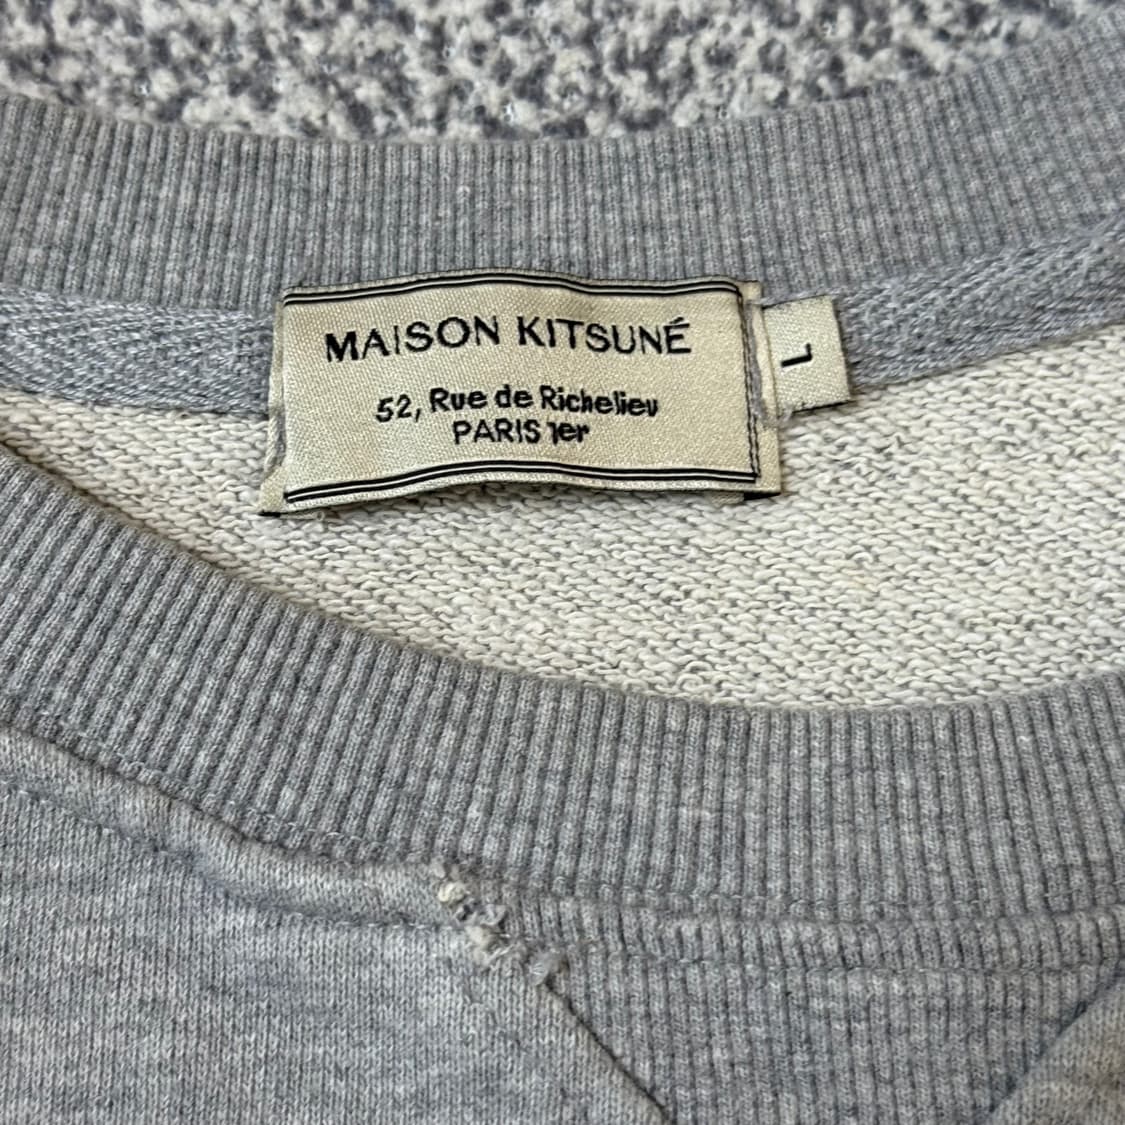 MAISON KITSUNÉ
52, Rue de Richelieu
PARIS 1er
L